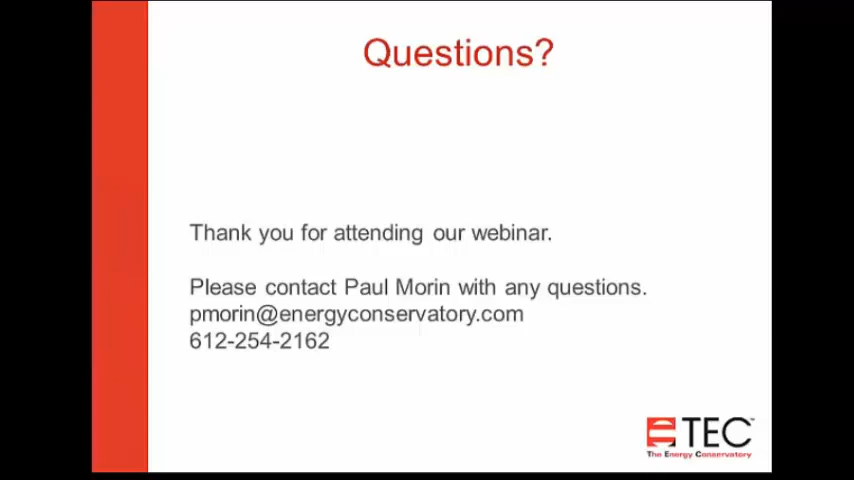 Questions?
Thank you for attending our webinar.
Please contact Paul Morin with any questions.
pmorin@energyconservatory.com
612-254-2162
TEC™
The Energy Conservatory